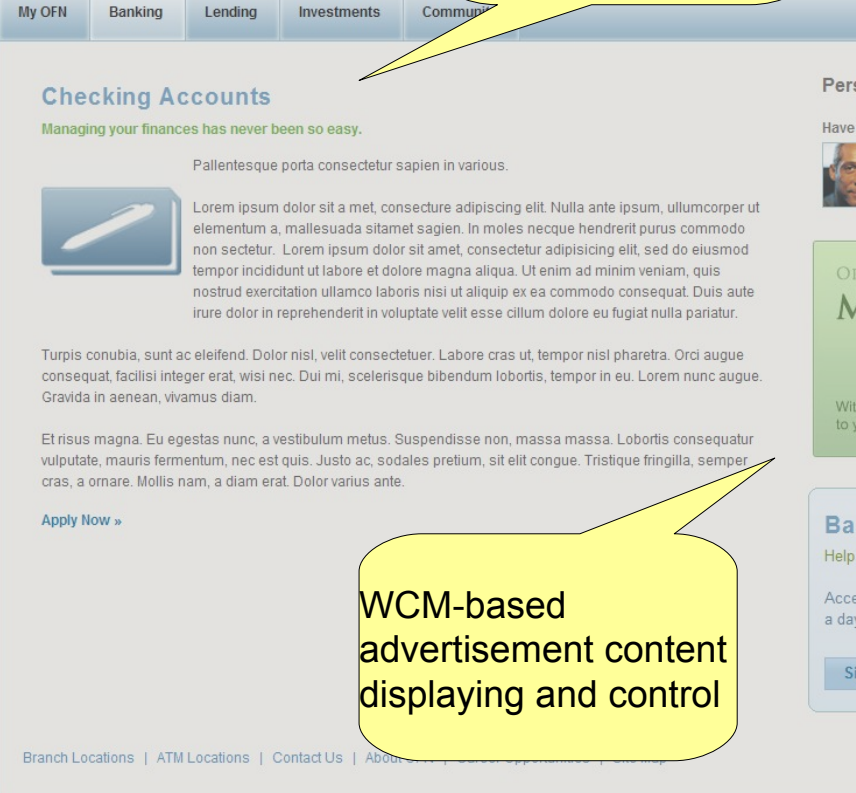 My OFN Banking Lending Investments
Checking Accounts
Managing your finances has never been so easy.
Pallentesque porta consectetur sapien in various.
Lorem ipsum dolor sit a met, consecture adipiscing elit. Nulla ante ipsum, ullumcorper ut
elementum a, mallesuada sitamet sagien. In moles necque hendrerit purus commodo
non sectetur. Lorem ipsum dolor sit amet, consectetur adipisicing elit, sed do eiusmod
tempor incididunt ut labore et dolore magna aliqua. Ut enim ad minim veniam, quis
nostrud exercitation ullamco laboris nisi ut aliquip ex ea commodo consequat. Duis aute
irure dolor in reprehenderit in voluptate velit esse cillum dolore eu fugiat nulla pariatur.
Turpis conubia, sunt ac eleifend. Dolor nisl, velit consectetuer. Labore cras ut, tempor nisl pharetra. Orci augue
consequat, facilisi integer erat, wisi nec. Dui mi, scelerisque bibendum lobortis, tempor in eu. Lorem nunc augue.
Gravida in aenean, vivamus diam.
Et risus magna. Eu egestas nunc, a vestibulum metus. Suspendisse non, massa massa. Lobortis consequatur
vulputate, mauris fermentum, nec est quis. Justo ac, sodales pretium, sit elit congue. Tristique fringilla, semper
cras, a ornare. Mollis nam, a diam erat. Dolor varius ante.
Apply Now »
WCM-based
advertisement content
displaying and control
Have
Help
to
Branch Locations | ATM Locations | Contact Us | About